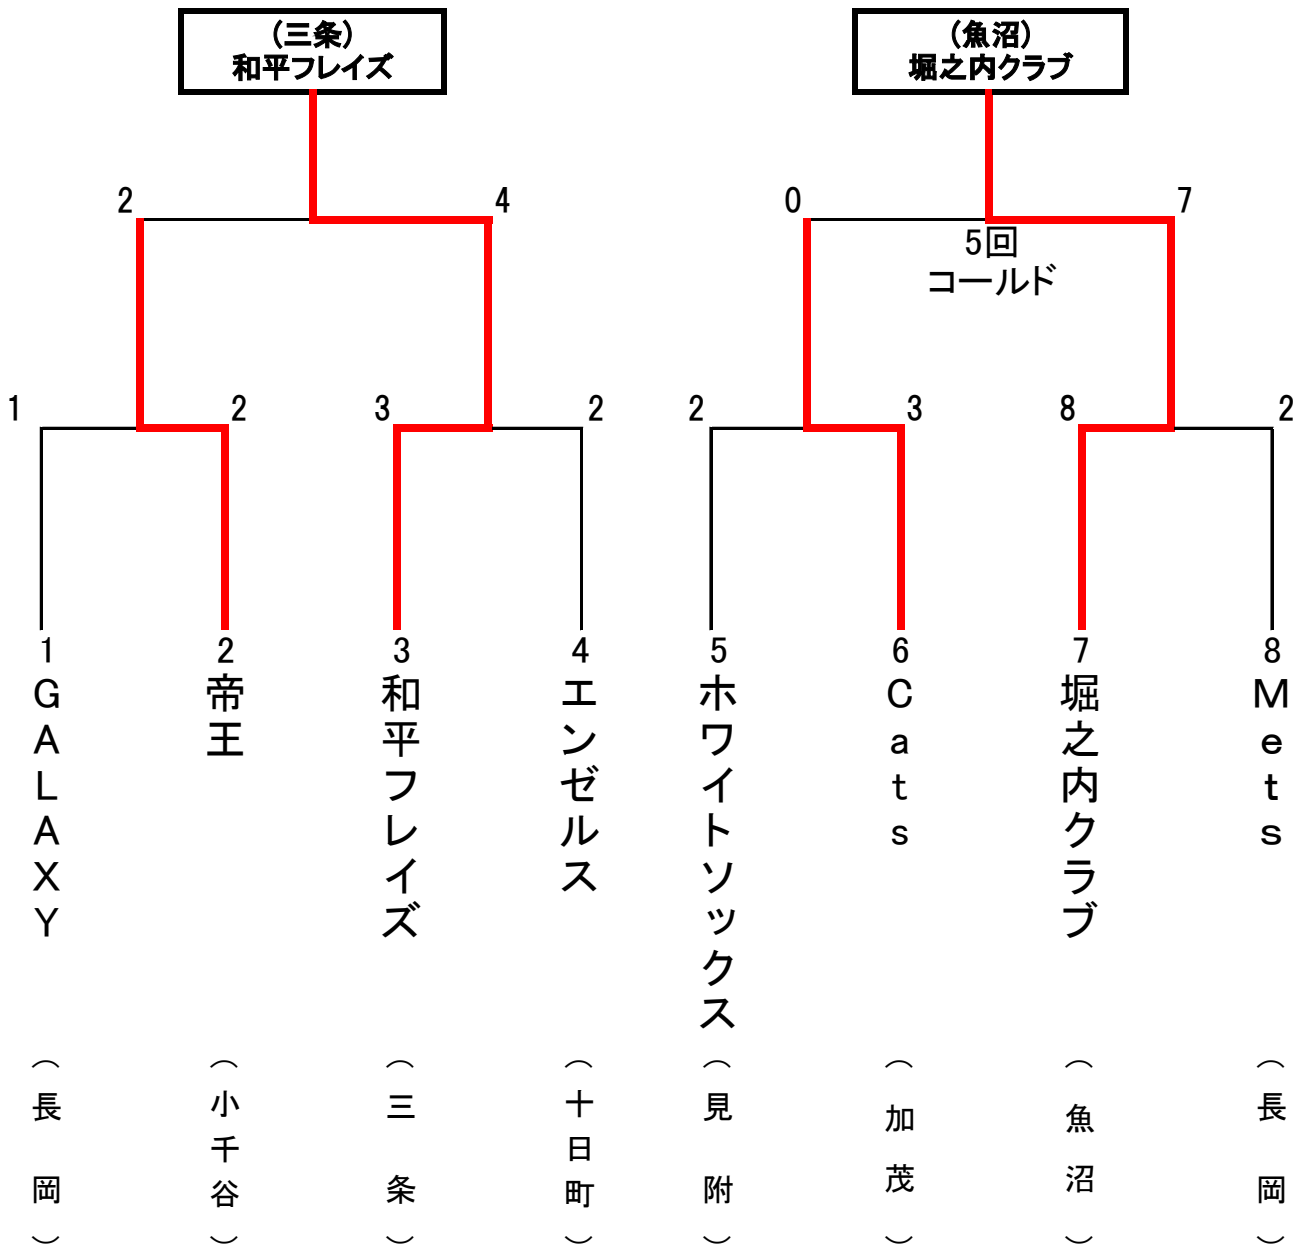 (三条)
和平フレイズ
(魚沼)
堀之内クラブ
2
4
0
7
5回
コールド
1
2
3
2
2
3
8
2
1
2
3
4
5
6
7
8
GALAXY
帝王
和平フレイズ
エンゼルス
ホワイトソックス
Cats
堀之内クラブ
Mets
(長岡)
(小千谷)
(三条)
(十日町)
(見附)
(加茂)
(魚沼)
(長岡)